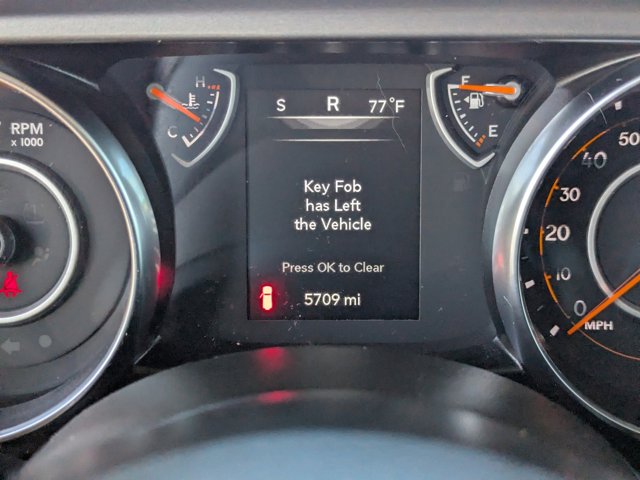 H
C
RPM
x 1000
S R 77°F
Key Fob
has Left
the Vehicle
Press OK to Clear
5709 mi
F
E
50
40
30
20
10
0
MPH